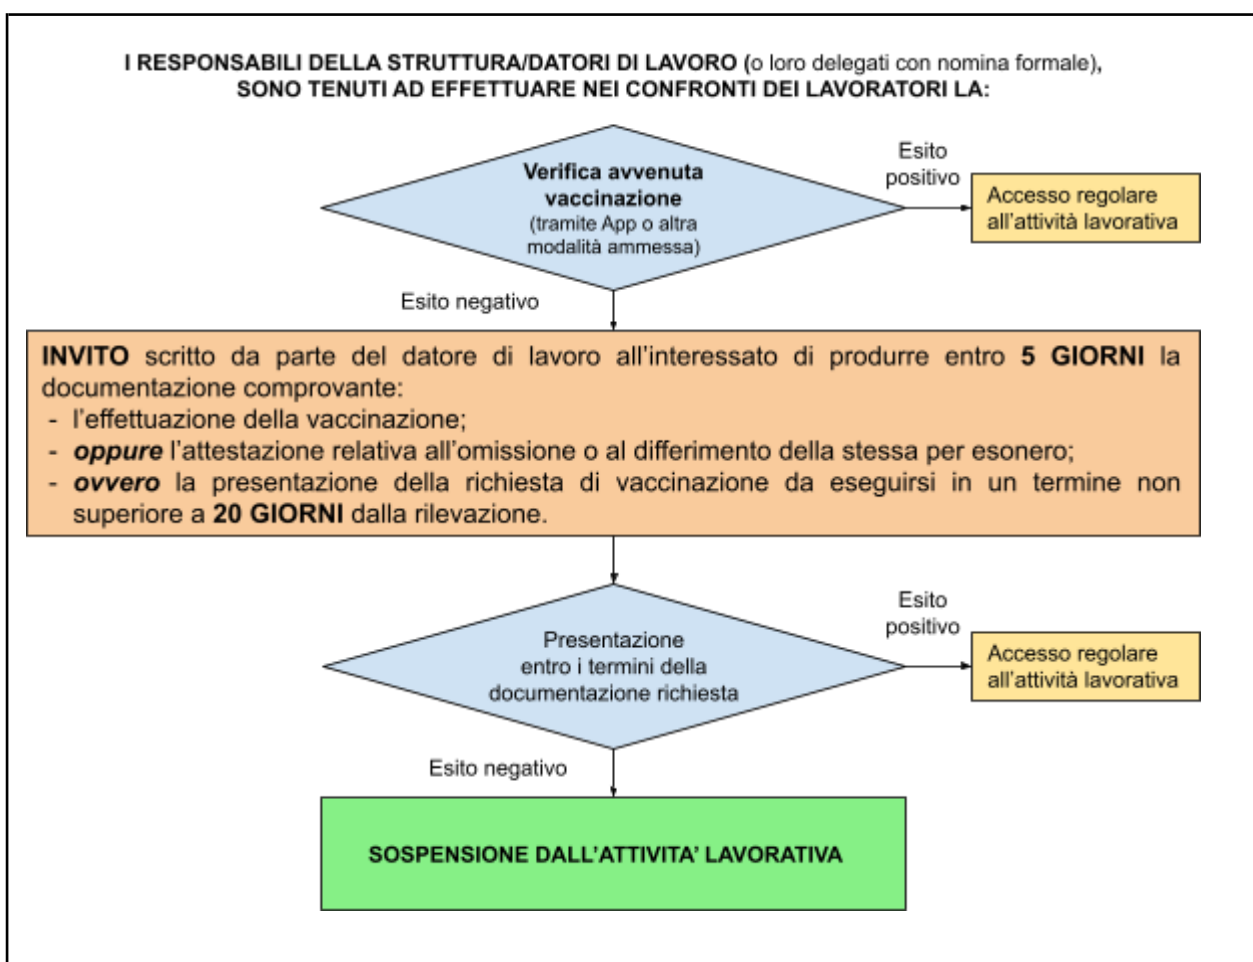 I RESPONSABILI DELLA STRUTTURA/DATORI DI LAVORO (o loro delegati con nomina formale),
SONO TENUTI AD EFFETTUARE NEI CONFRONTI DEI LAVORATORI LA:
Verifica avvenuta
vaccinazione
(tramite App o altra
modalità ammessa)
Esito
positivo
Accesso regolare
all'attività lavorativa
Esito negativo
INVITO scritto da parte del datore di lavoro all'interessato di produrre entro 5 GIORNI la
documentazione comprovante:
- l'effettuazione della vaccinazione;
- oppure l'attestazione relativa all'omissione o al differimento della stessa per esonero;
- ovvero la presentazione della richiesta di vaccinazione da eseguirsi in un termine non
superiore a 20 GIORNI dalla rilevazione.
Presentazione
entro i termini della
documentazione richiesta
Esito
positivo
Accesso regolare
all'attività lavorativa
Esito negativo
SOSPENSIONE DALL'ATTIVITA' LAVORATIVA